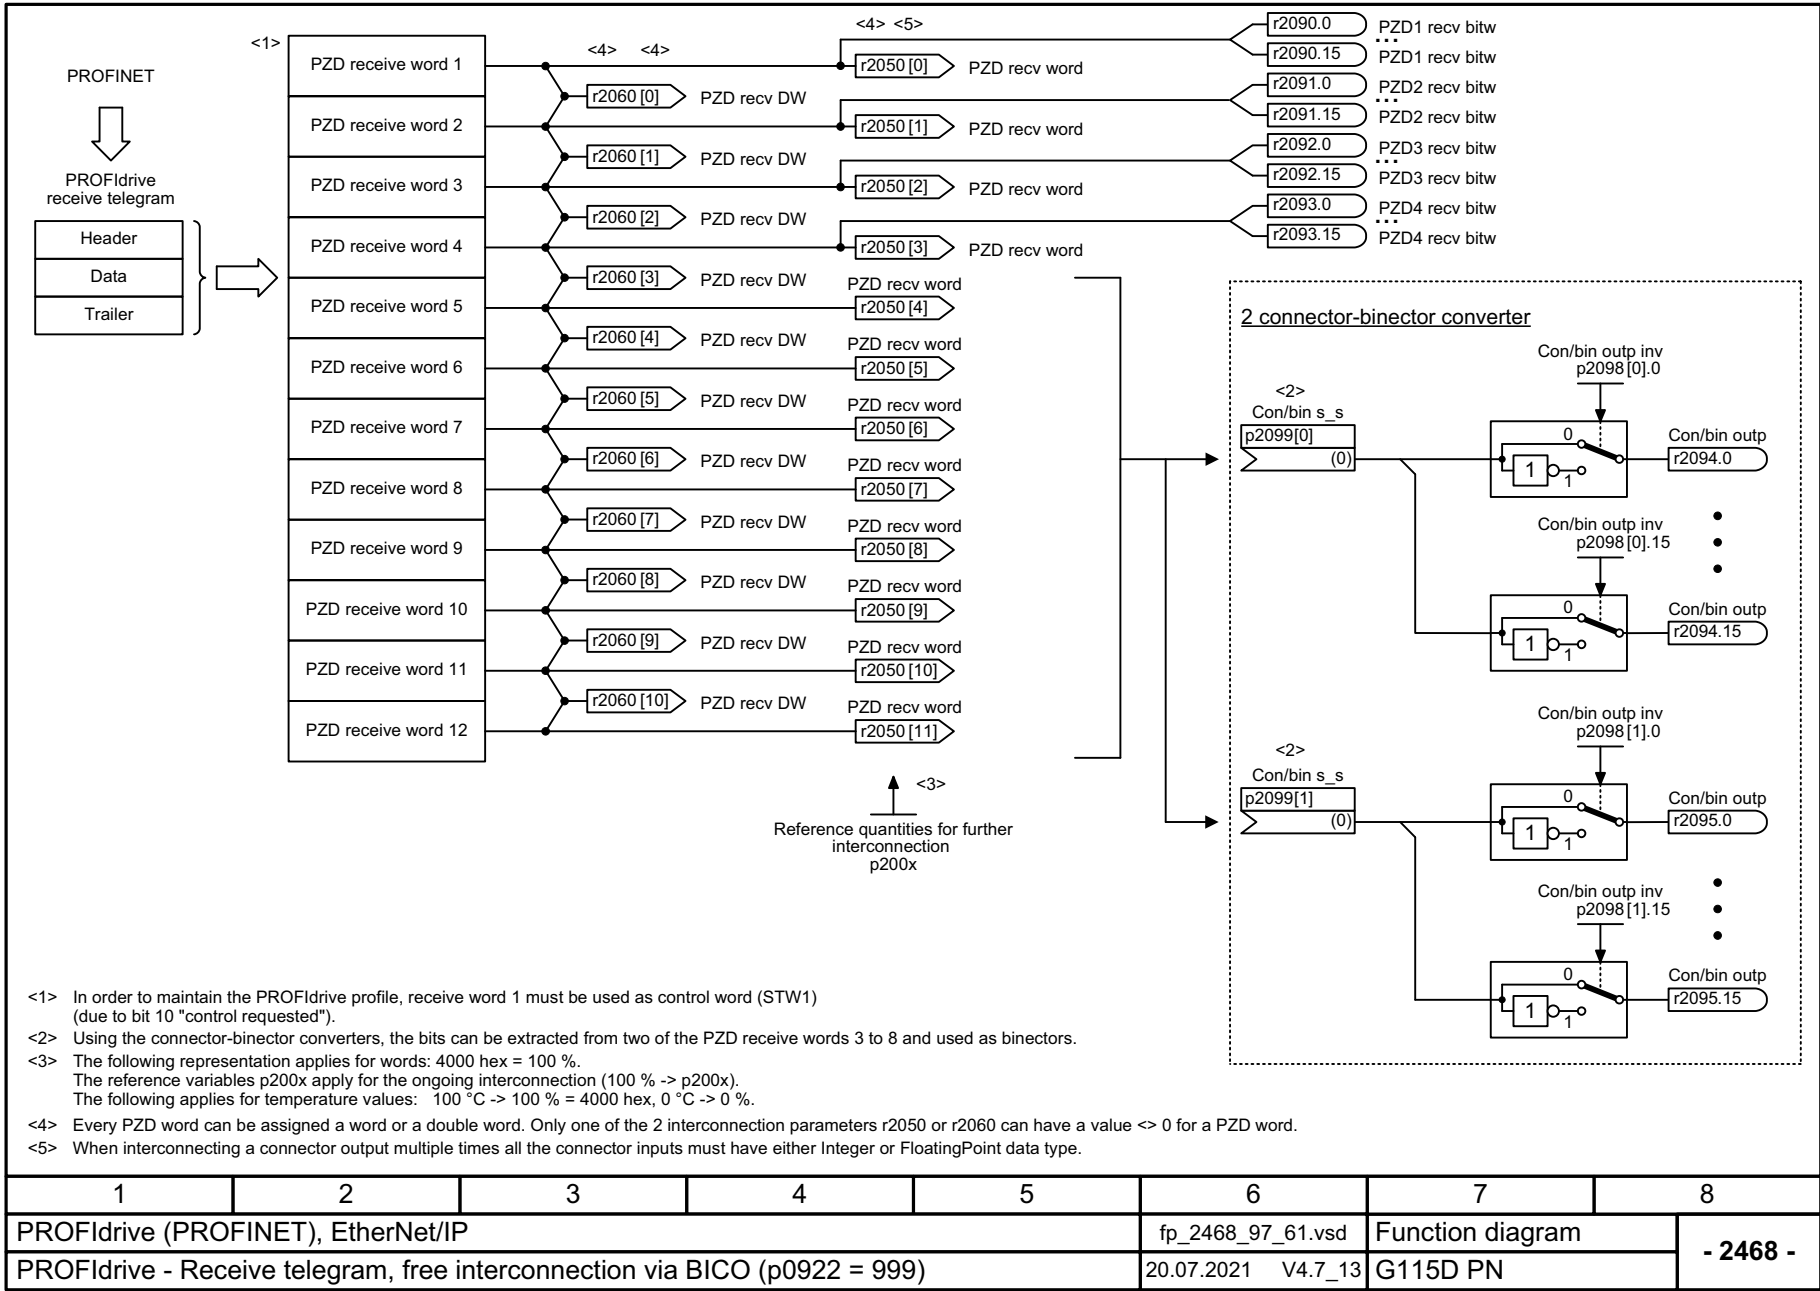 PROFINET
PROFIdrive
receive telegram
Header
Data
Trailer
<1>
PZD receive word 1
PZD receive word 2
PZD receive word 3
PZD receive word 4
PZD receive word 5
PZD receive word 6
PZD receive word 7
PZD receive word 8
PZD receive word 9
PZD receive word 10
PZD receive word 11
PZD receive word 12
<4> <4>
r2060[0] PZD recv DW
r2060[1] PZD recv DW
r2060[2] PZD recv DW
r2060[3] PZD recv DW
r2060[4] PZD recv DW
r2060[5] PZD recv DW
r2060[6] PZD recv DW
r2060[7] PZD recv DW
r2060[8] PZD recv DW
r2060[9] PZD recv DW
r2060[10] PZD recv DW
<4> <5>
r2050[0] PZD recv word
r2050[1] PZD recv word
r2050[2] PZD recv word
r2050[3] PZD recv word
PZD recv word
r2050[4]
PZD recv word
r2050[5]
PZD recv word
r2050[6]
PZD recv word
r2050[7]
PZD recv word
r2050[8]
PZD recv word
r2050[9]
PZD recv word
r2050[10]
PZD recv word
r2050[11]
<3>
Reference quantities for further
interconnection
p200x
r2090.0 PZD1 recv bitw
...
r2090.15 PZD1 recv bitw
r2091.0 PZD2 recv bitw
...
r2091.15 PZD2 recv bitw
r2092.0 PZD3 recv bitw
...
r2092.15 PZD3 recv bitw
r2093.0 PZD4 recv bitw
...
r2093.15 PZD4 recv bitw
2 connector-binector converter
<2>
Con/bin s_s
p2099[0]
(0)
Con/bin outp inv
p2098[0].0
0
1
1
Con/bin outp
r2094.0
Con/bin outp inv
p2098[0].15
0
1
1
Con/bin outp
r2094.15
<2>
Con/bin s_s
p2099[1]
(0)
Con/bin outp inv
p2098[1].0
0
1
1
Con/bin outp
r2095.0
Con/bin outp inv
p2098[1].15
0
1
1
Con/bin outp
r2095.15
<1> In order to maintain the PROFIdrive profile, receive word 1 must be used as control word (STW1)
(due to bit 10 "control requested").
<2> Using the connector-binector converters, the bits can be extracted from two of the PZD receive words 3 to 8 and used as binectors.
<3> The following representation applies for words: 4000 hex = 100 %.
The reference variables p200x apply for the ongoing interconnection (100 % -> p200x).
The following applies for temperature values: 100 °C -> 100 % = 4000 hex, 0 °C -> 0 %.
<4> Every PZD word can be assigned a word or a double word. Only one of the 2 interconnection parameters r2050 or r2060 can have a value <> 0 for a PZD word.
<5> When interconnecting a connector output multiple times all the connector inputs must have either Integer or FloatingPoint data type.
1 2 3 4 5 6 7 8
PROFIdrive (PROFINET), EtherNet/IP fp_2468_97_61.vsd Function diagram
- 2468 -
PROFIdrive - Receive telegram, free interconnection via BICO (p0922 = 999) 20.07.2021 V4.7_13 G115D PN